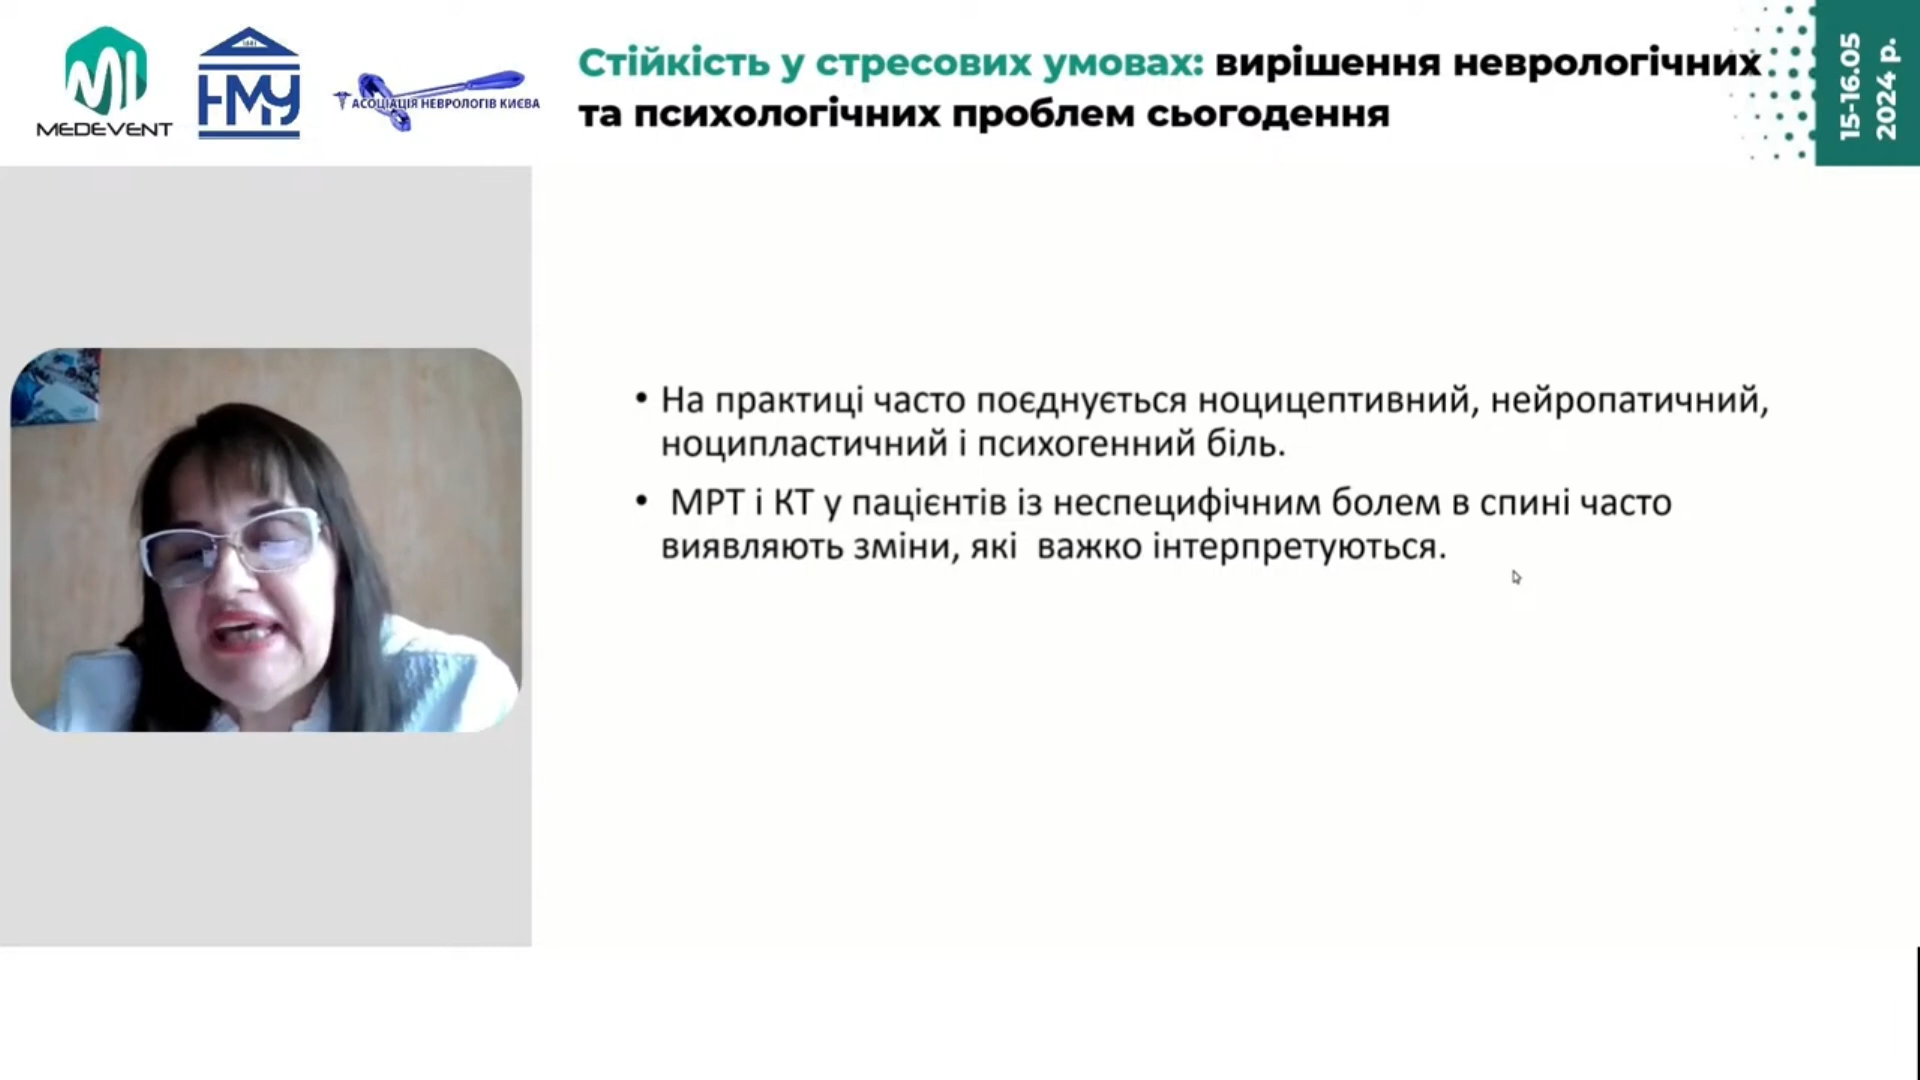 MEDEVENT
1841
НМУ
АСОЦІАЦІЯ НЕВРОЛОГІВ КИЄВА
Стійкість у стресових умовах: вирішення неврологічних
та психологічних проблем сьогодення
15-16.05
2024 р.
• На практиці часто поєднується ноцицептивний, нейропатичний,
ноципластичний і психогенний біль.
• МРТ і КТ у пацієнтів із неспецифічним болем в спині часто
виявляють зміни, які важко інтерпретуються.